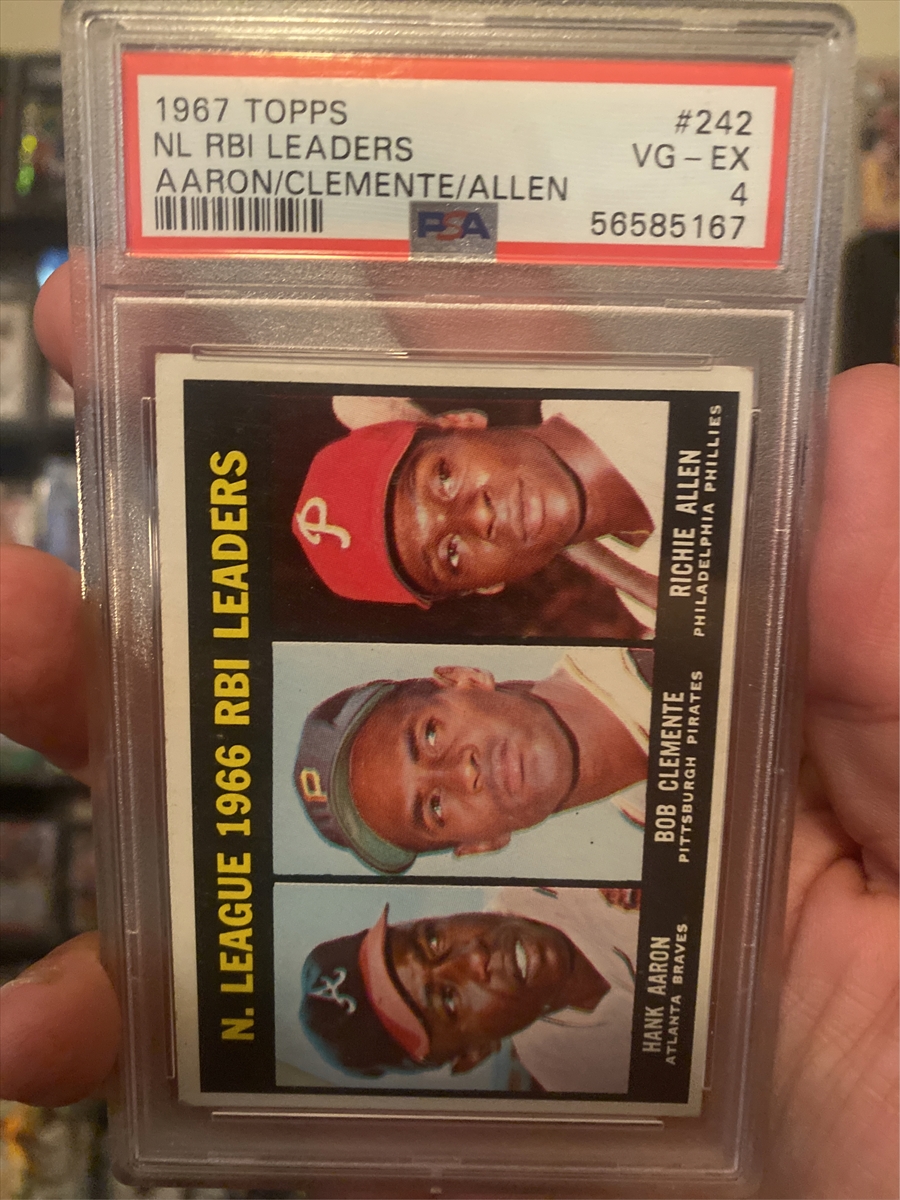 1967 TOPPS #242
NL RBI LEADERS VG - EX
AARON/CLEMENTE/ALLEN 4
PSA 56585167
N. LEAGUE 1966 RBI LEADERS
P
P
A
HANK AARON
ATLANTA BRAVES
BOB CLEMENTE
PITTSBURGH PIRATES
RICHIE ALLEN
PHILADELPHIA PHILLIES